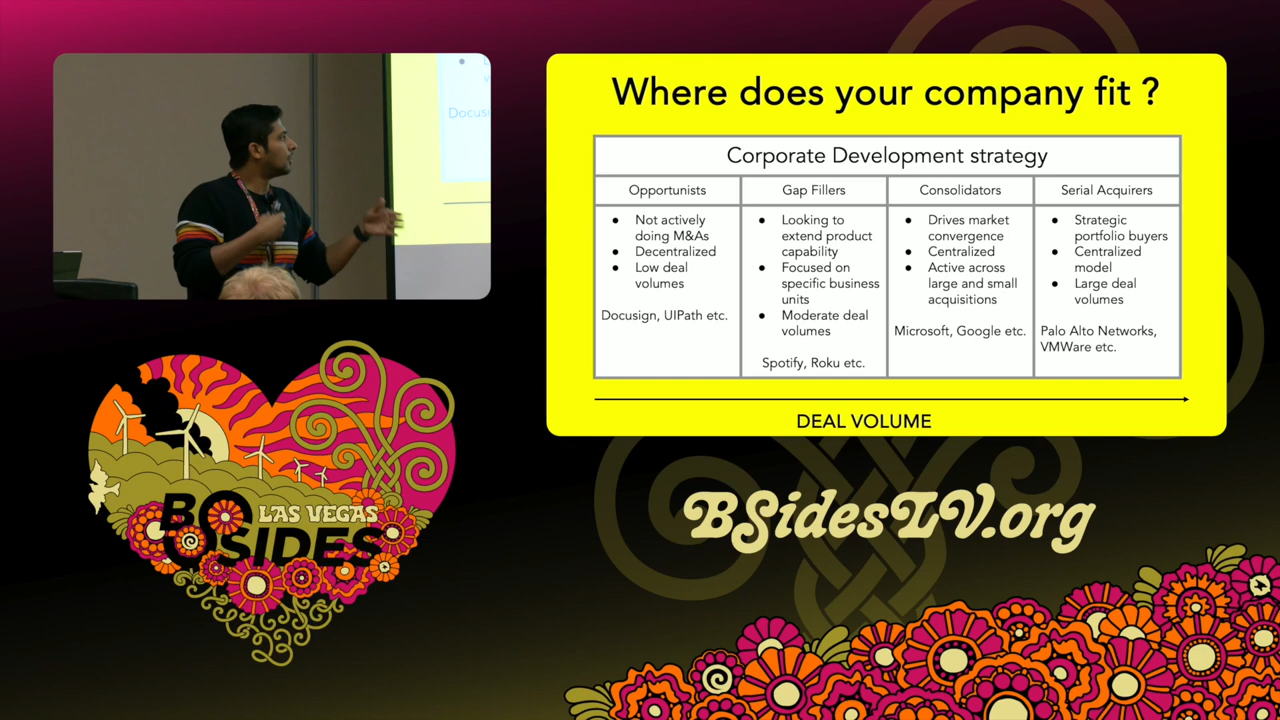 Docusi
Where does your company fit ?
Corporate Development strategy
Opportunists
Gap Fillers
Consolidators
Serial Acquirers
● Not actively
doing M&As
● Decentralized
● Low deal
volumes
Docusign, UIPath etc.
● Looking to
extend product
capability
● Focused on
specific business
units
● Moderate deal
volumes
Spotify, Roku etc.
● Drives market
convergence
● Centralized
● Active across
large and small
acquisitions
Microsoft, Google etc.
● Strategic
portfolio buyers
● Centralized
model
● Large deal
volumes
Palo Alto Networks,
VMWare etc.
DEAL VOLUME
LAS VEGAS
BSIDES
23
BSidesLV.org